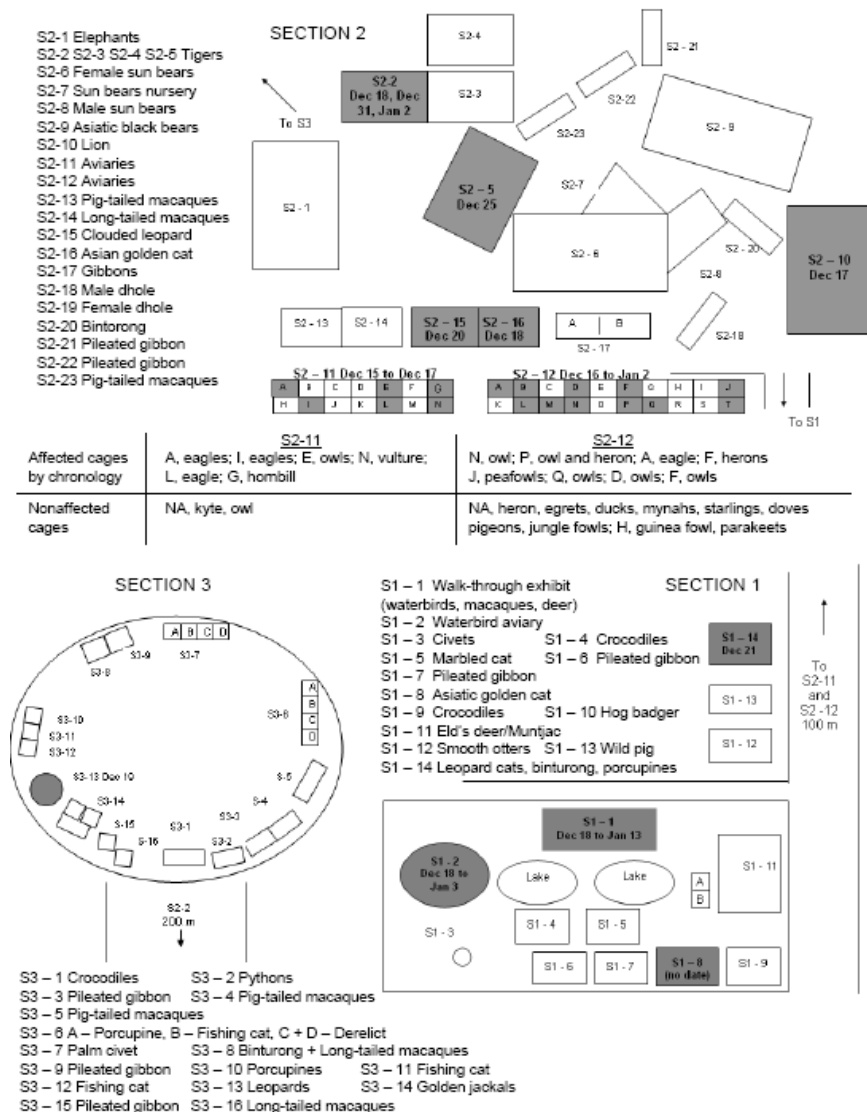 SECTION 2
S2-1 Elephants
S2-2 S2-3 S2-4 S2-5 Tigers
S2-6 Female sun bears
S2-7 Sun bears nursery
S2-8 Male sun bears
S2-9 Asiatic black bears
S2-10 Lion
S2-11 Aviaries
S2-12 Aviaries
S2-13 Pig-tailed macaques
S2-14 Long-tailed macaques
S2-15 Clouded leopard
S2-16 Asian golden cat
S2-17 Gibbons
S2-18 Male dhole
S2-19 Female dhole
S2-20 Bintorong
S2-21 Pileated gibbon
S2-22 Pileated gibbon
S2-23 Pig-tailed macaques
To S3
S2-4
S2-2
Dec 18, Dec
31, Jan 2
S2-3
S2 - 21
S2-22
S2-23
S2 - 9
S2 - 1
S2 - 5
Dec 25
S2-7
S2 - 6
S2-8
S2 - 20
S2 - 10
Dec 17
S2-18
S2 - 13
S2 - 14
S2 - 15
Dec 20
S2 - 16
Dec 18
A B
S2 - 17
S2 - 11 Dec 15 to Dec 17
A B C D E F G
H I J K L M N
S2 - 12 Dec 16 to Jan 2
A B C D E F G H I J
K L M N O P Q R S T
To S1
S2-11
S2-12
Affected cages
by chronology
A, eagles; I, eagles; E, owls; N, vulture;
L, eagle; G, hornbill
N, owl; P, owl and heron; A, eagle; F, herons
J, peafowls; Q, owls; D, owls; F, owls
Nonaffected
cages
NA, kyte, owl
NA, heron, egrets, ducks, mynahs, starlings, doves
pigeons, jungle fowls; H, guinea fowl, parakeets
SECTION 3
A B C D
S3-9
S3-7
S3-8
S3-6
A
B
C
D
S3-10
S3-11
S3-12
S3-13 Dec 19
S3-14
S-15
S-16
S3-1
S3-2
S3-3
S-4
S-5
S2-2
200 m
S3 – 1 Crocodiles S3 – 2 Pythons
S3 – 3 Pileated gibbon S3 – 4 Pig-tailed macaques
S3 – 5 Pig-tailed macaques
S3 – 6 A – Porcupine, B – Fishing cat, C + D – Derelict
S3 – 7 Palm civet S3 – 8 Binturong + Long-tailed macaques
S3 – 9 Pileated gibbon S3 – 10 Porcupines S3 – 11 Fishing cat
S3 – 12 Fishing cat S3 – 13 Leopards S3 – 14 Golden jackals
S3 – 15 Pileated gibbon S3 – 16 Long-tailed macaques
SECTION 1
S1 – 1 Walk-through exhibit
(waterbirds, macaques, deer)
S1 – 2 Waterbird aviary
S1 – 3 Civets S1 – 4 Crocodiles
S1 – 5 Marbled cat S1 – 6 Pileated gibbon
S1 – 7 Pileated gibbon
S1 – 8 Asiatic golden cat
S1 – 9 Crocodiles S1 – 10 Hog badger
S1 – 11 Eld's deer/Muntjac
S1 – 12 Smooth otters S1 – 13 Wild pig
S1 – 14 Leopard cats, binturong, porcupines
S1 – 14
Dec 21
S1 - 13
S1 - 12
To
S2-11
and
S2 -12
100 m
S1 – 1
Dec 18 to Jan 13
S1 - 2
Dec 18 to
Jan 3
Lake
Lake
A
B
S1 - 11
S1 - 3
S1 - 4
S1 - 5
S1 - 6
S1 - 7
S1 – 8
(no date)
S1 - 9